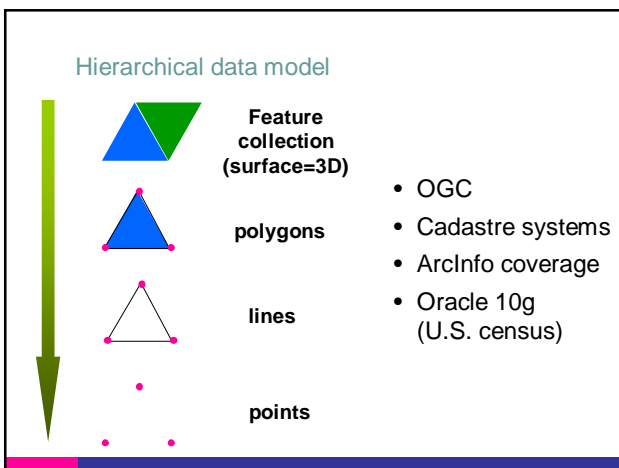 Hierarchical data model
Feature
collection
(surface=3D)
polygons
lines
points
• OGC
• Cadastre systems
• ArcInfo coverage
• Oracle 10g
(U.S. census)